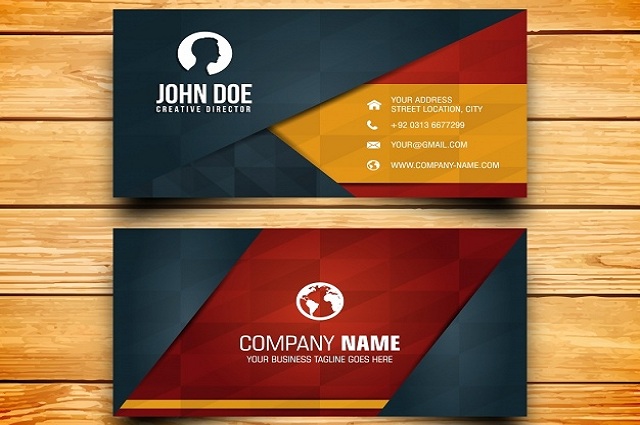 JOHN DOE
CREATIVE DIRECTOR
YOUR ADDRESS
STREET LOCATION, CITY
+92 0313 6677299
YOUR@GMAIL.COM
WWW.COMPANY-NAME.COM
COMPANY NAME
YOUR BUSINESS TAGLINE GOES HERE